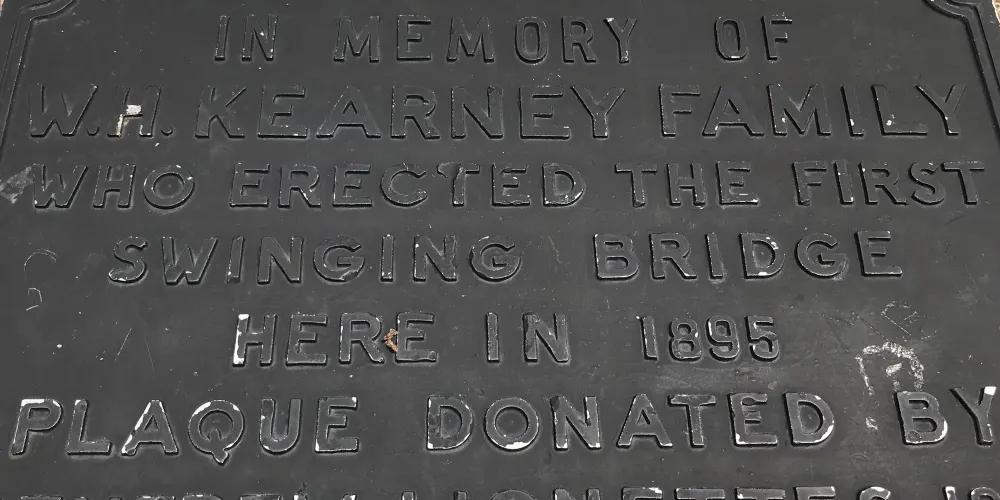 IN MEMORY OF
W.H. KEARNEY FAMILY
WHO ERECTED THE FIRST
SWINGING BRIDGE
HERE IN 1895
PLAQUE DONATED BY